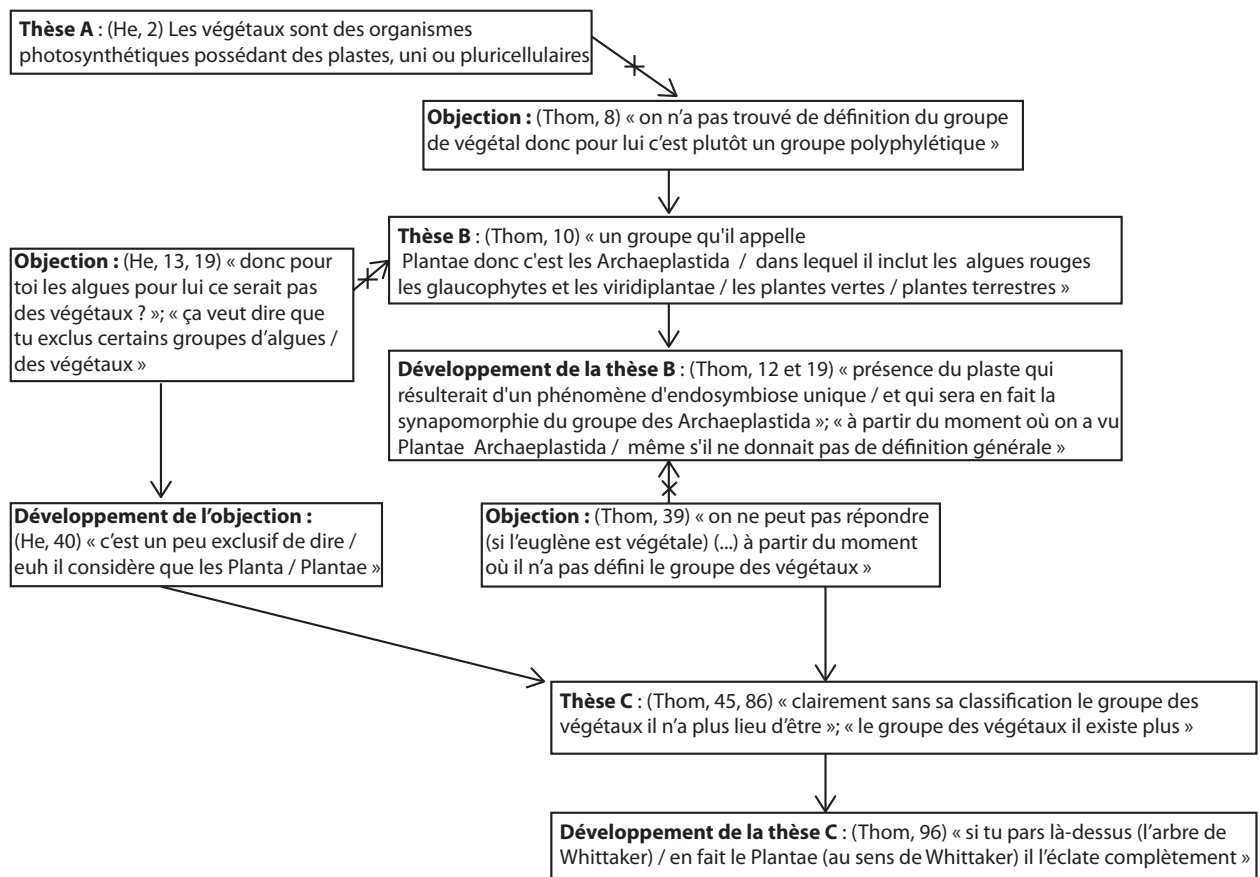 Thèse A : (He, 2) Les végétaux sont des organismes
photosynthétiques possédant des plastes, uni ou pluricellulaires
Objection : (Thom, 8) « on n'a pas trouvé de définition du groupe
de végétal donc pour lui c’est plutôt un groupe polyphylétique »
Thèse B : (Thom, 10) « un groupe qu'il appelle
Plantae donc c'est les Archaeplastida / dans lequel il inclut les algues rouges
les glaucophytes et les viridiplantae / les plantes vertes / plantes terrestres »
Objection : (He, 13, 19) « donc pour
toi les algues pour lui ce serait pas
des végétaux ? »; « ça veut dire que
tu exclus certains groupes d’algues /
des végétaux »
Développement de la thèse B : (Thom, 12 et 19) « présence du plaste qui
résulterait d'un phénomène d'endosymbiose unique / et qui sera en fait la
synapomorphie du groupe des Archaeplastida »; « à partir du moment où on a vu
Plantae Archaeplastida / même s'il ne donnait pas de définition générale »
Développement de l’objection :
(He, 40) « c’est un peu exclusif de dire /
euh il considère que les Planta / Plantae »
Objection : (Thom, 39) « on ne peut pas répondre
(si l’euglène est végétale) (...) à partir du moment
où il n’a pas défini le groupe des végétaux »
Thèse C : (Thom, 45, 86) « clairement sans sa classification le groupe des
végétaux il n’a plus lieu d’être »; « le groupe des végétaux il existe plus »
Développement de la thèse C : (Thom, 96) « si tu pars là-dessus (l’arbre de
Whittaker) / en fait le Plantae (au sens de Whittaker) il l’éclate complètement »